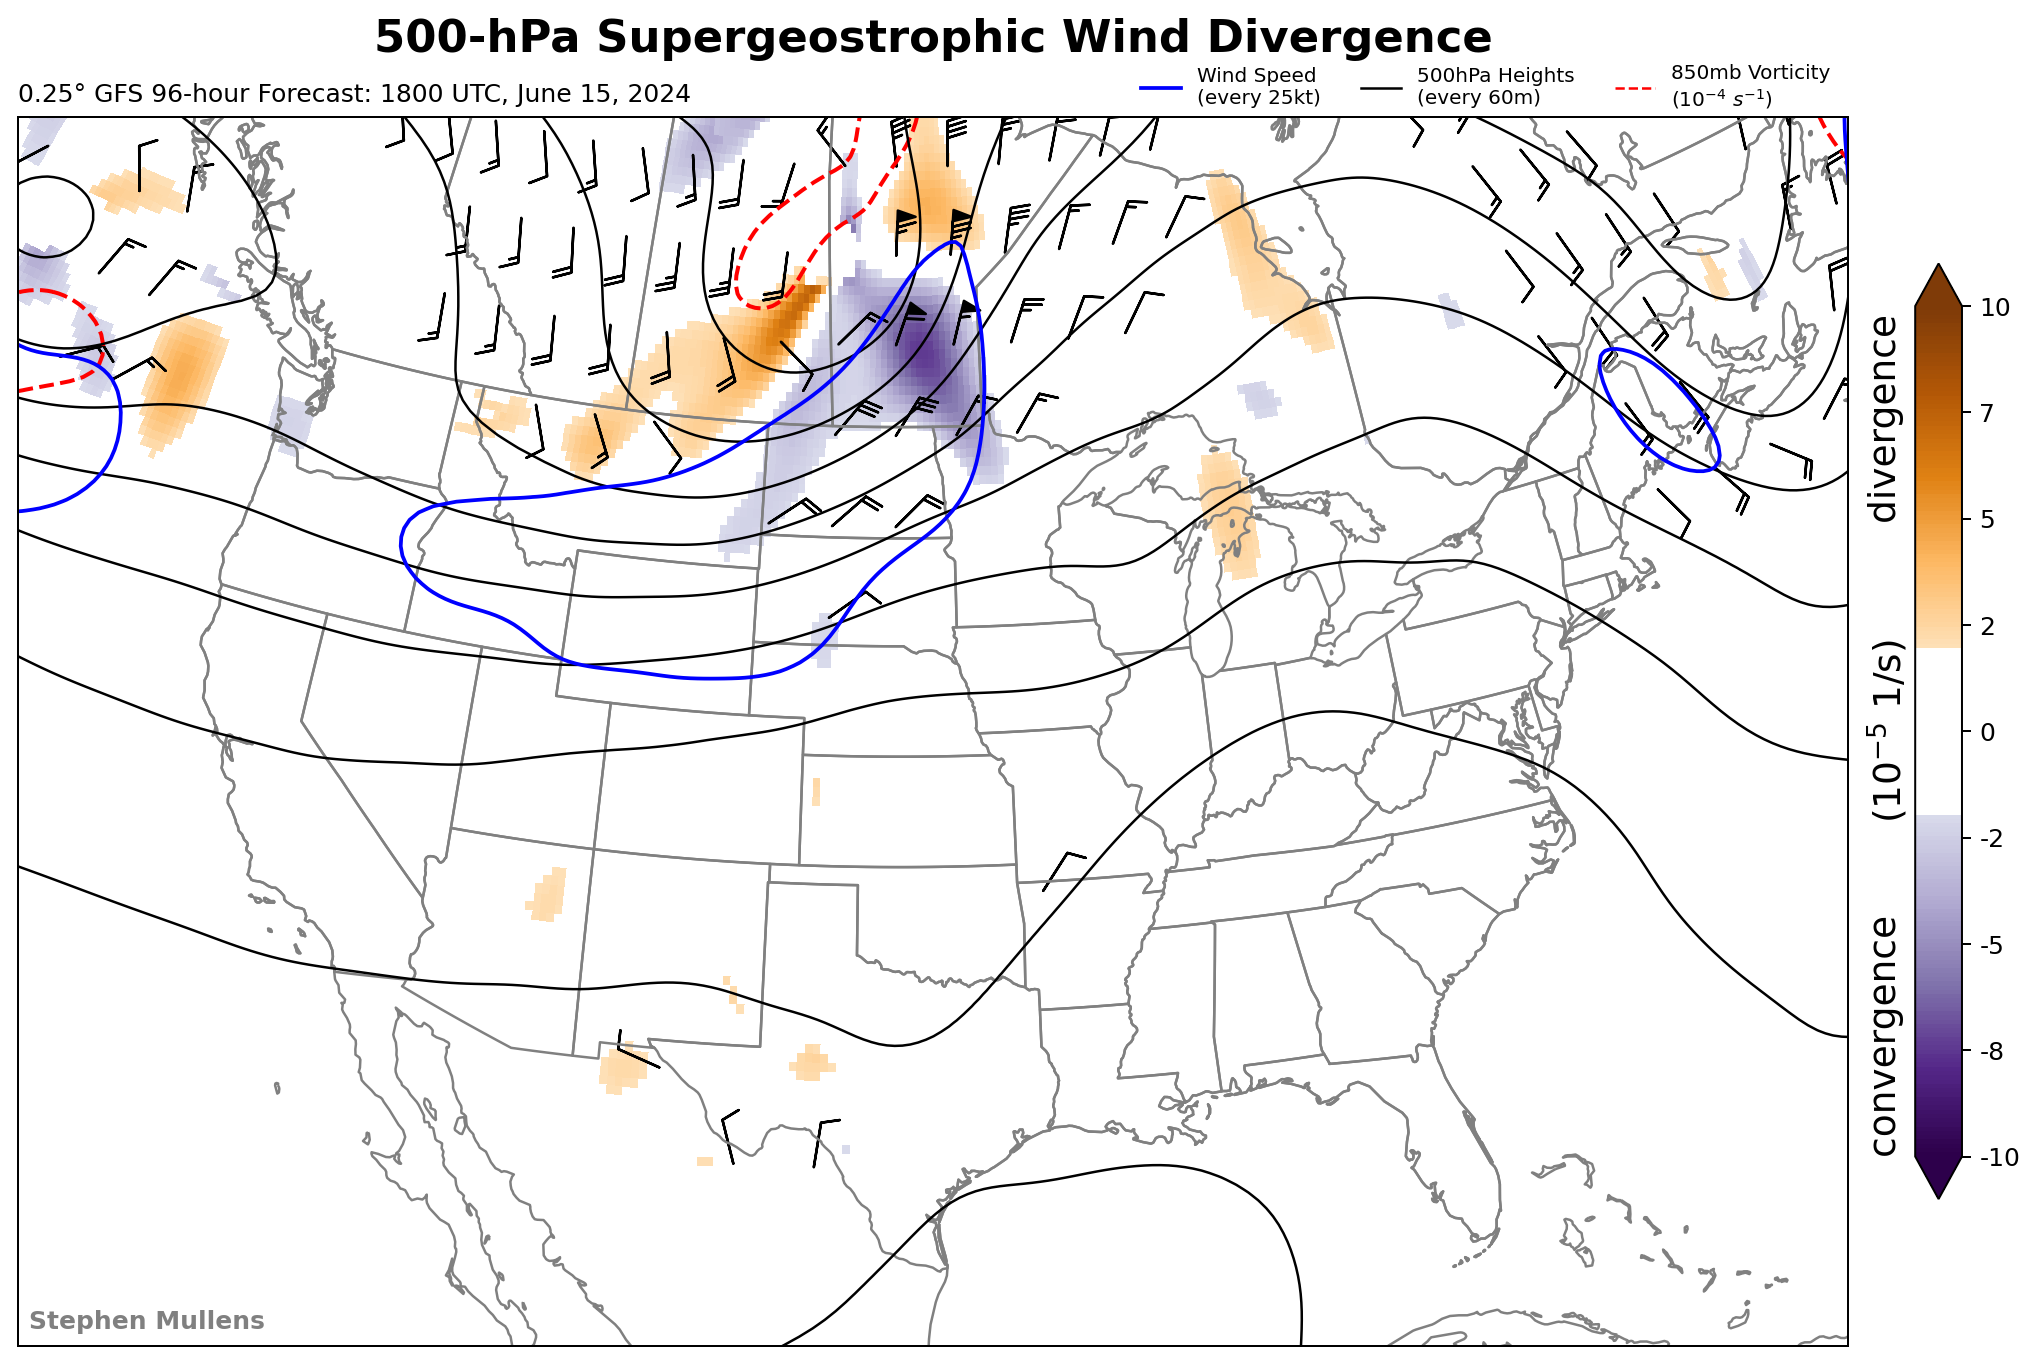 500-hPa Supergeostrophic Wind Divergence
0.25° GFS 96-hour Forecast: 1800 UTC, June 15, 2024
Wind Speed
(every 25kt)
500hPa Heights
(every 60m)
850mb Vorticity
(10⁻⁴ s⁻¹)
10
7
5
2
0
-2
-5
-8
-10
convergence (10⁻⁵ 1/s) divergence
Stephen Mullens